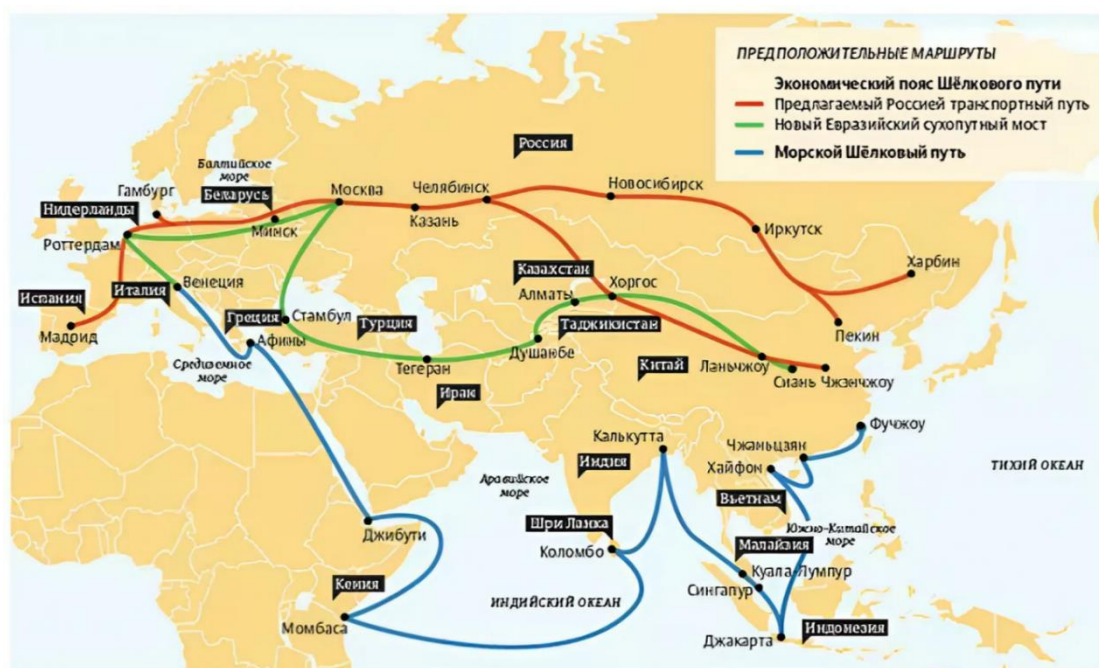 ПРЕДПОЛОЖИТЕЛЬНЫЕ МАРШРУТЫ
Экономический пояс Шёлкового пути
Предлагаемый Россией транспортный путь
Новый Евразийский сухопутный мост
Морской Шёлковый путь
Россия
Балтийское
море
Гамбург
Беларусь
Москва
Челябинск
Новосибирск
Нидерланды
Минск
Казань
Роттердам
Иркутск
Харбин
Венеция
Казахстан
Хоргос
Испания
Италия
Алматы
Греция
Стамбул
Турция
Таджикистан
Мадрид
Афины
Душанбе
Пекин
Средиземное
море
Тегеран
Китай
Ланьчжоу
Сиань
Чжэнчжоу
Иран
Калькутта
Чжаньцзян
Фучжоу
Индия
Хайфон
ТИХИЙ ОКЕАН
Аравийское
море
Вьетнам
Шри Ланка
Южно-Китайское
море
Джибути
Коломбо
Малайзия
Куала-Лумпур
Кения
Сингапур
ИНДИЙСКИЙ ОКЕАН
Момбаса
Джакарта
Индонезия